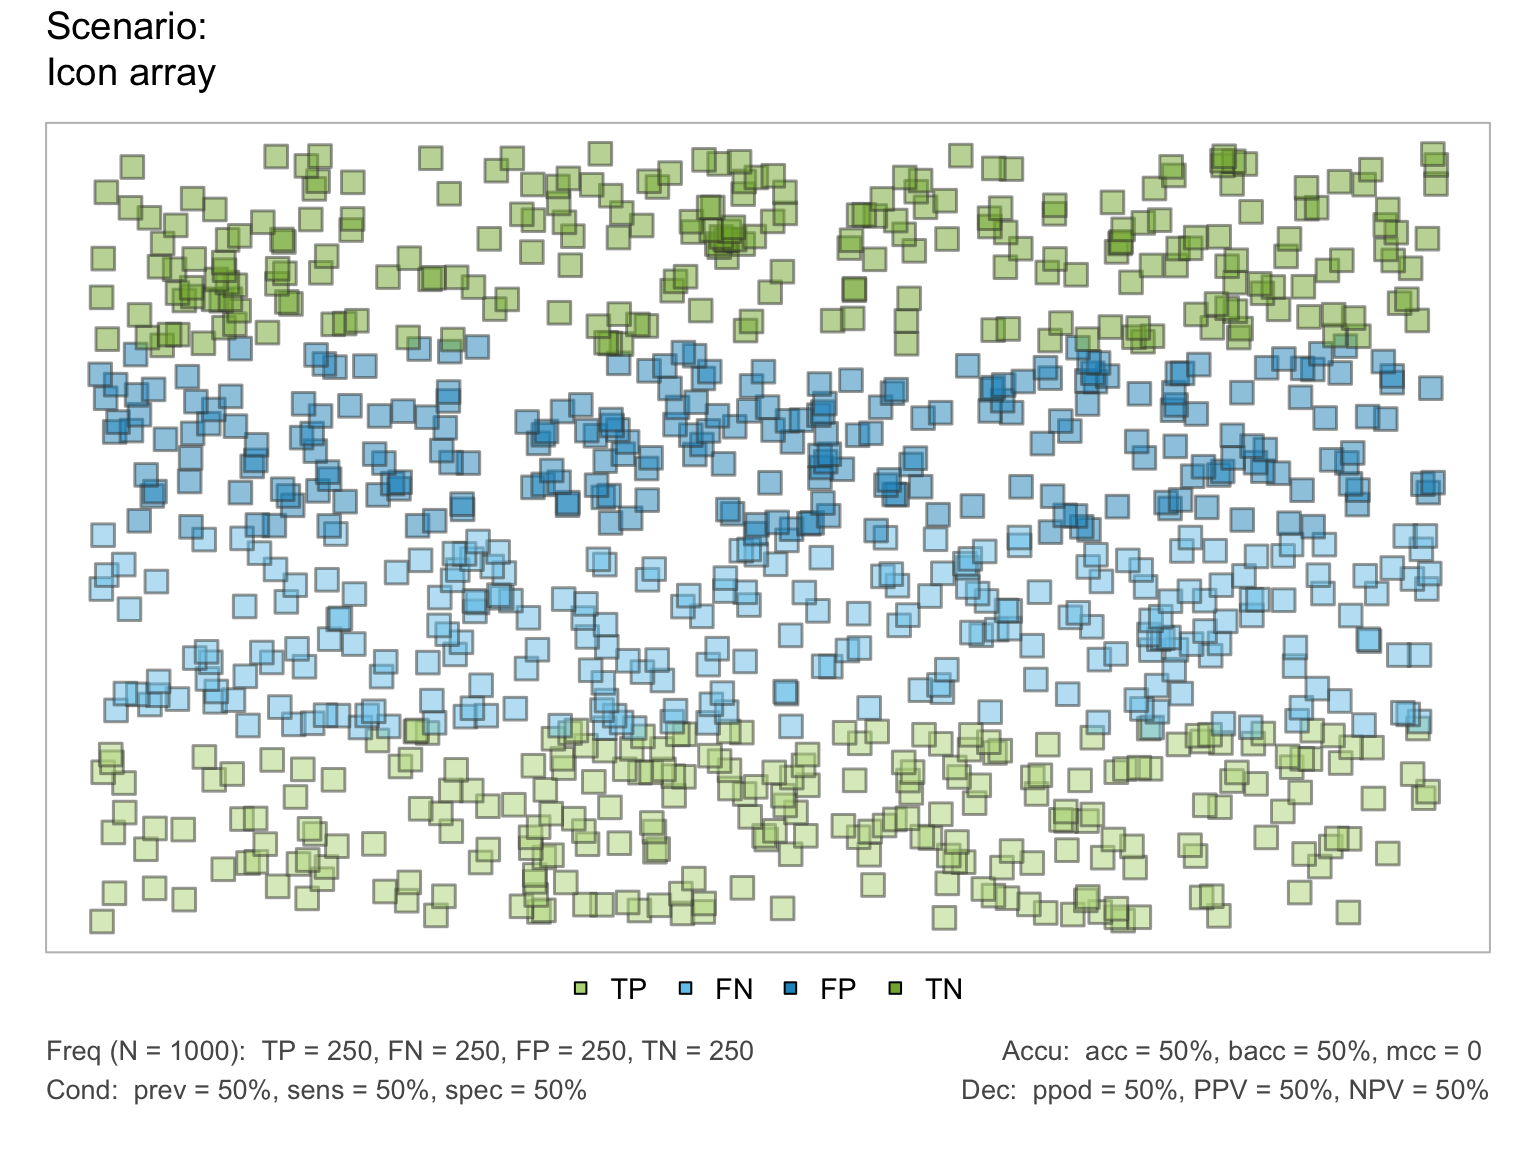 Scenario:
Icon array
TP FN FP TN
Freq (N = 1000):  TP = 250, FN = 250, FP = 250, TN = 250
Accu:  acc = 50%, bacc = 50%, mcc = 0
Cond:  prev = 50%, sens = 50%, spec = 50%
Dec:  ppod = 50%, PPV = 50%, NPV = 50%